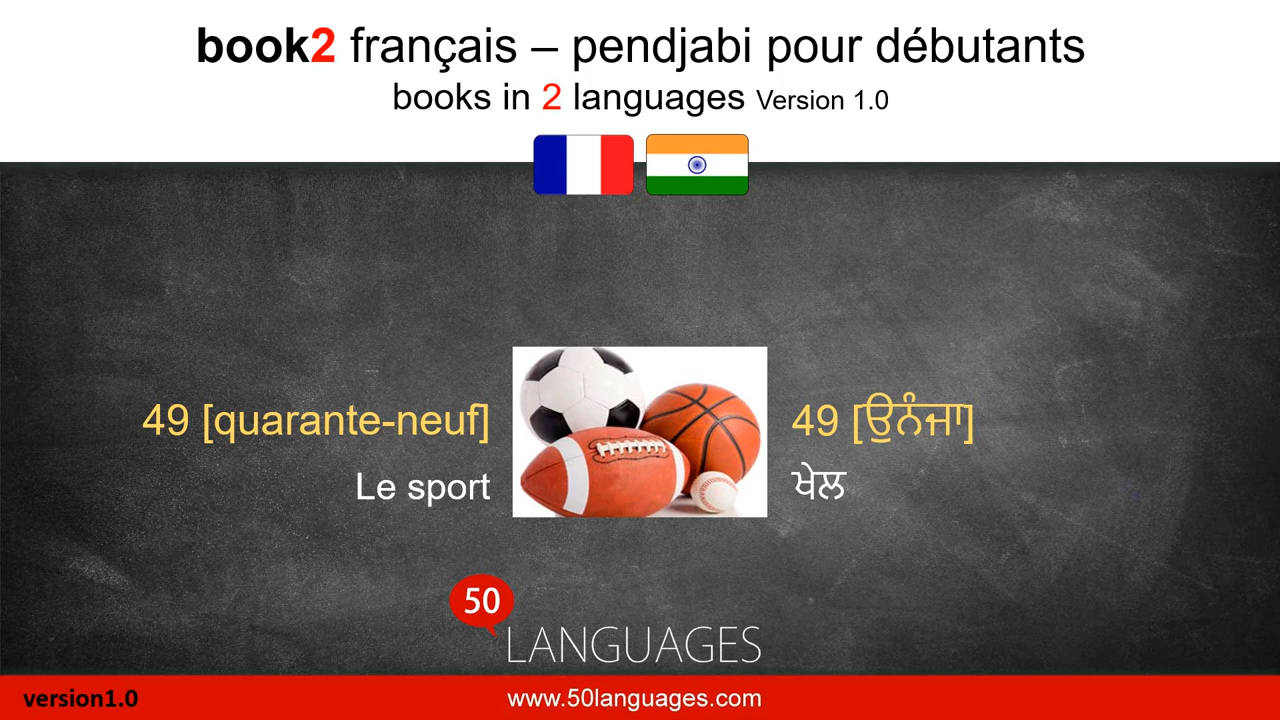 book2 français – pendjabi pour débutants
books in 2 languages Version 1.0
49 [quarante-neuf]
Le sport
49 [ਉਨੰਜਾ]
ਖੇਲ
50
LANGUAGES
version1.0
www.50languages.com